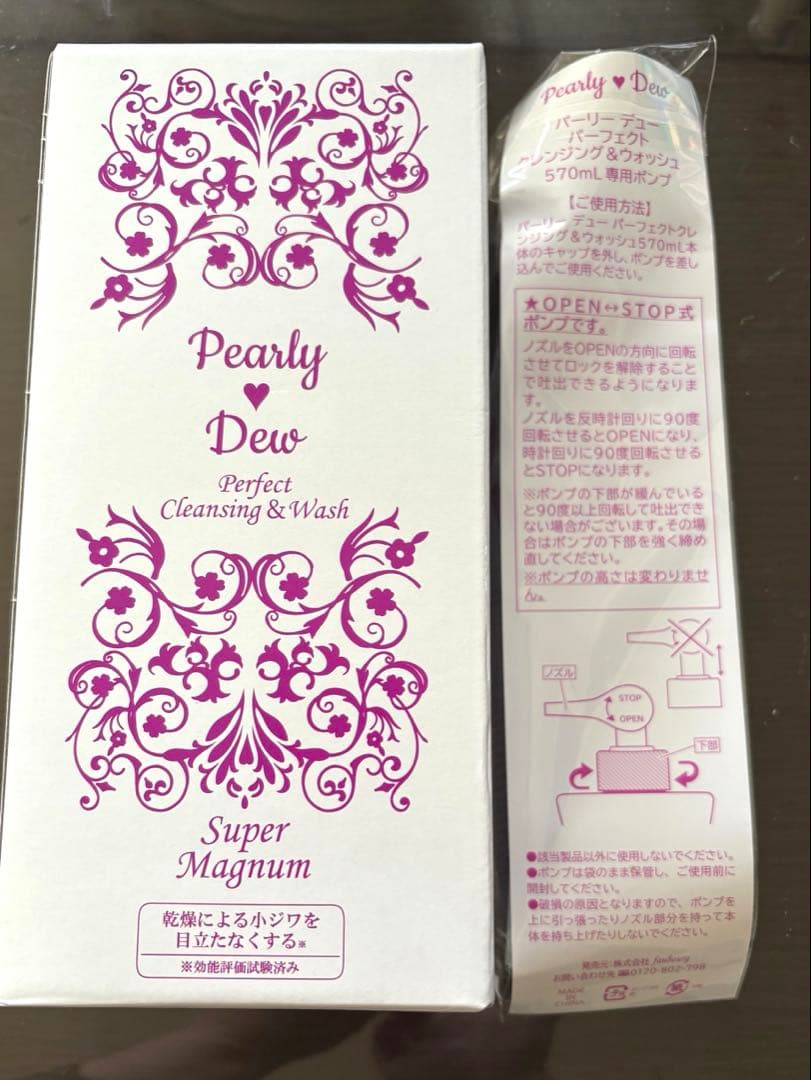 Pearly
♥
Dew
Perfect
Cleansing & Wash
Super
Magnum
乾燥による小ジワを
目立たなくする※
※効能評価試験済み
Pearly ♥ Dew
パーリー デュー
パーフェクト
クレンジング&ウォッシュ
570mL 専用ポンプ
【ご使用方法】
パーリー デュー パーフェクトクレ
ンジング&ウォッシュ570mL本
体のキャップを外し、ポンプを差し
込んでご使用ください。
★OPEN↔STOP式
ポンプです。
ノズルをOPENの方向に回転
させてロックを解除すること
で吐出できるようになりま
す。
ノズルを反時計回りに90度
回転させるとOPENになり、
時計回りに90度回転させる
とSTOPになります。
※ポンプの下部が緩んでいる
と90度以上回転して吐出でき
ない場合がございます。その場
合はポンプの下部を強く締め
直してください。
※ポンプの高さは変わりませ
ん。
ノズル
STOP
OPEN
下部
●該当製品以外に使用しないでください。
●ポンプは袋のまま保管し、ご使用前に
開封してください。
●破損の原因となりますので、ポンプを
上に引っ張ったりノズル部分を持って本
体を持ち上げたりしないでください。
発売元:株式会社
お問い合わせ先 0120-802-798
MADE
IN
CHINA